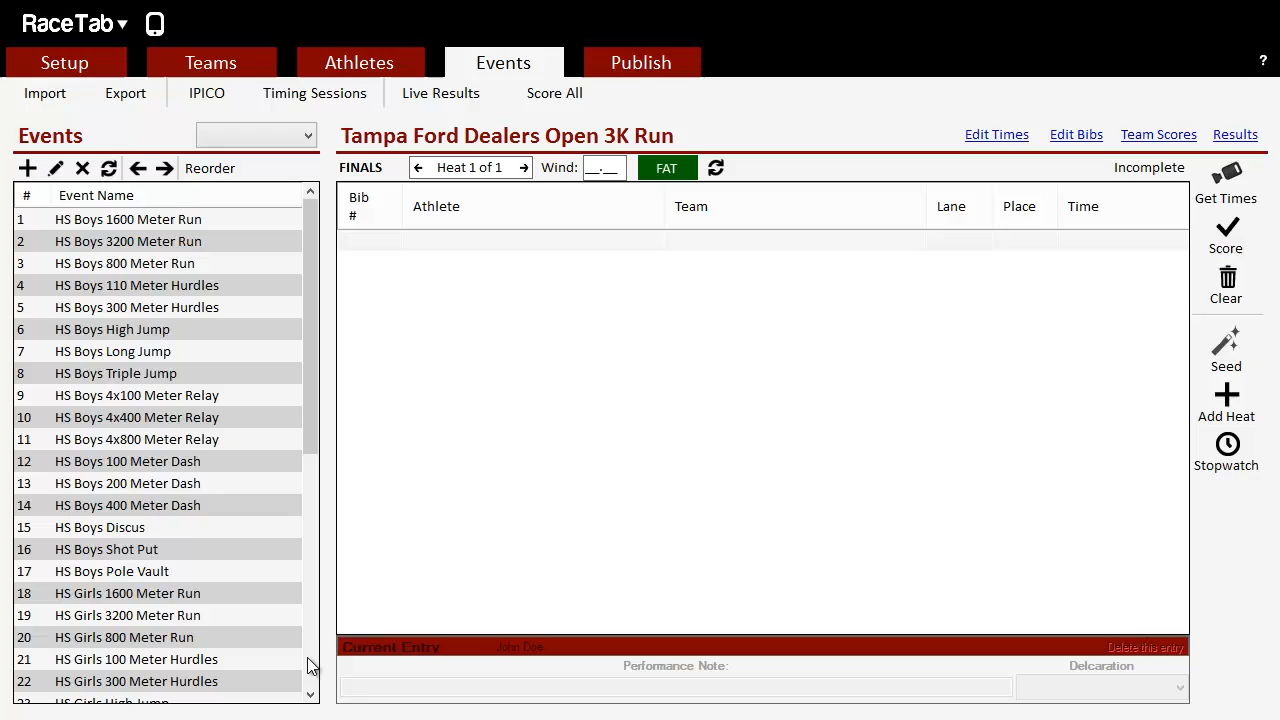 RaceTab
Setup Teams Athletes Events Publish ?
Import Export IPICO Timing Sessions Live Results Score All
Events
Tampa Ford Dealers Open 3K Run
Edit Times Edit Bibs Team Scores Results
Reorder
FINALS Heat 1 of 1 Wind: __.__ FAT Incomplete
# Event Name
1 HS Boys 1600 Meter Run
2 HS Boys 3200 Meter Run
3 HS Boys 800 Meter Run
4 HS Boys 110 Meter Hurdles
5 HS Boys 300 Meter Hurdles
6 HS Boys High Jump
7 HS Boys Long Jump
8 HS Boys Triple Jump
9 HS Boys 4x100 Meter Relay
10 HS Boys 4x400 Meter Relay
11 HS Boys 4x800 Meter Relay
12 HS Boys 100 Meter Dash
13 HS Boys 200 Meter Dash
14 HS Boys 400 Meter Dash
15 HS Boys Discus
16 HS Boys Shot Put
17 HS Boys Pole Vault
18 HS Girls 1600 Meter Run
19 HS Girls 3200 Meter Run
20 HS Girls 800 Meter Run
21 HS Girls 100 Meter Hurdles
22 HS Girls 300 Meter Hurdles
23 HS Girls High Jump
Bib
# Athlete Team Lane Place Time
Current Entry John Doe Delete this entry
Performance Note: Delcaration
Get Times
Score
Clear
Seed
Add Heat
Stopwatch